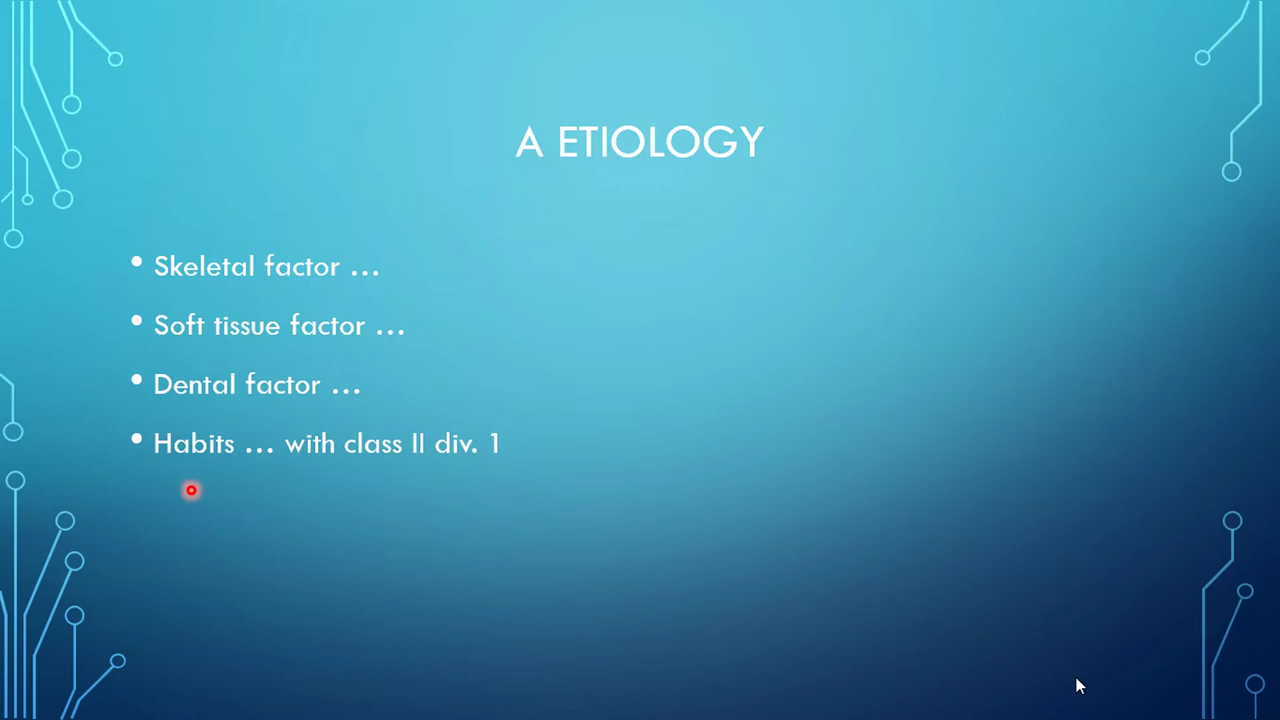 A ETIOLOGY
• Skeletal factor …
• Soft tissue factor …
• Dental factor …
• Habits … with class II div. 1